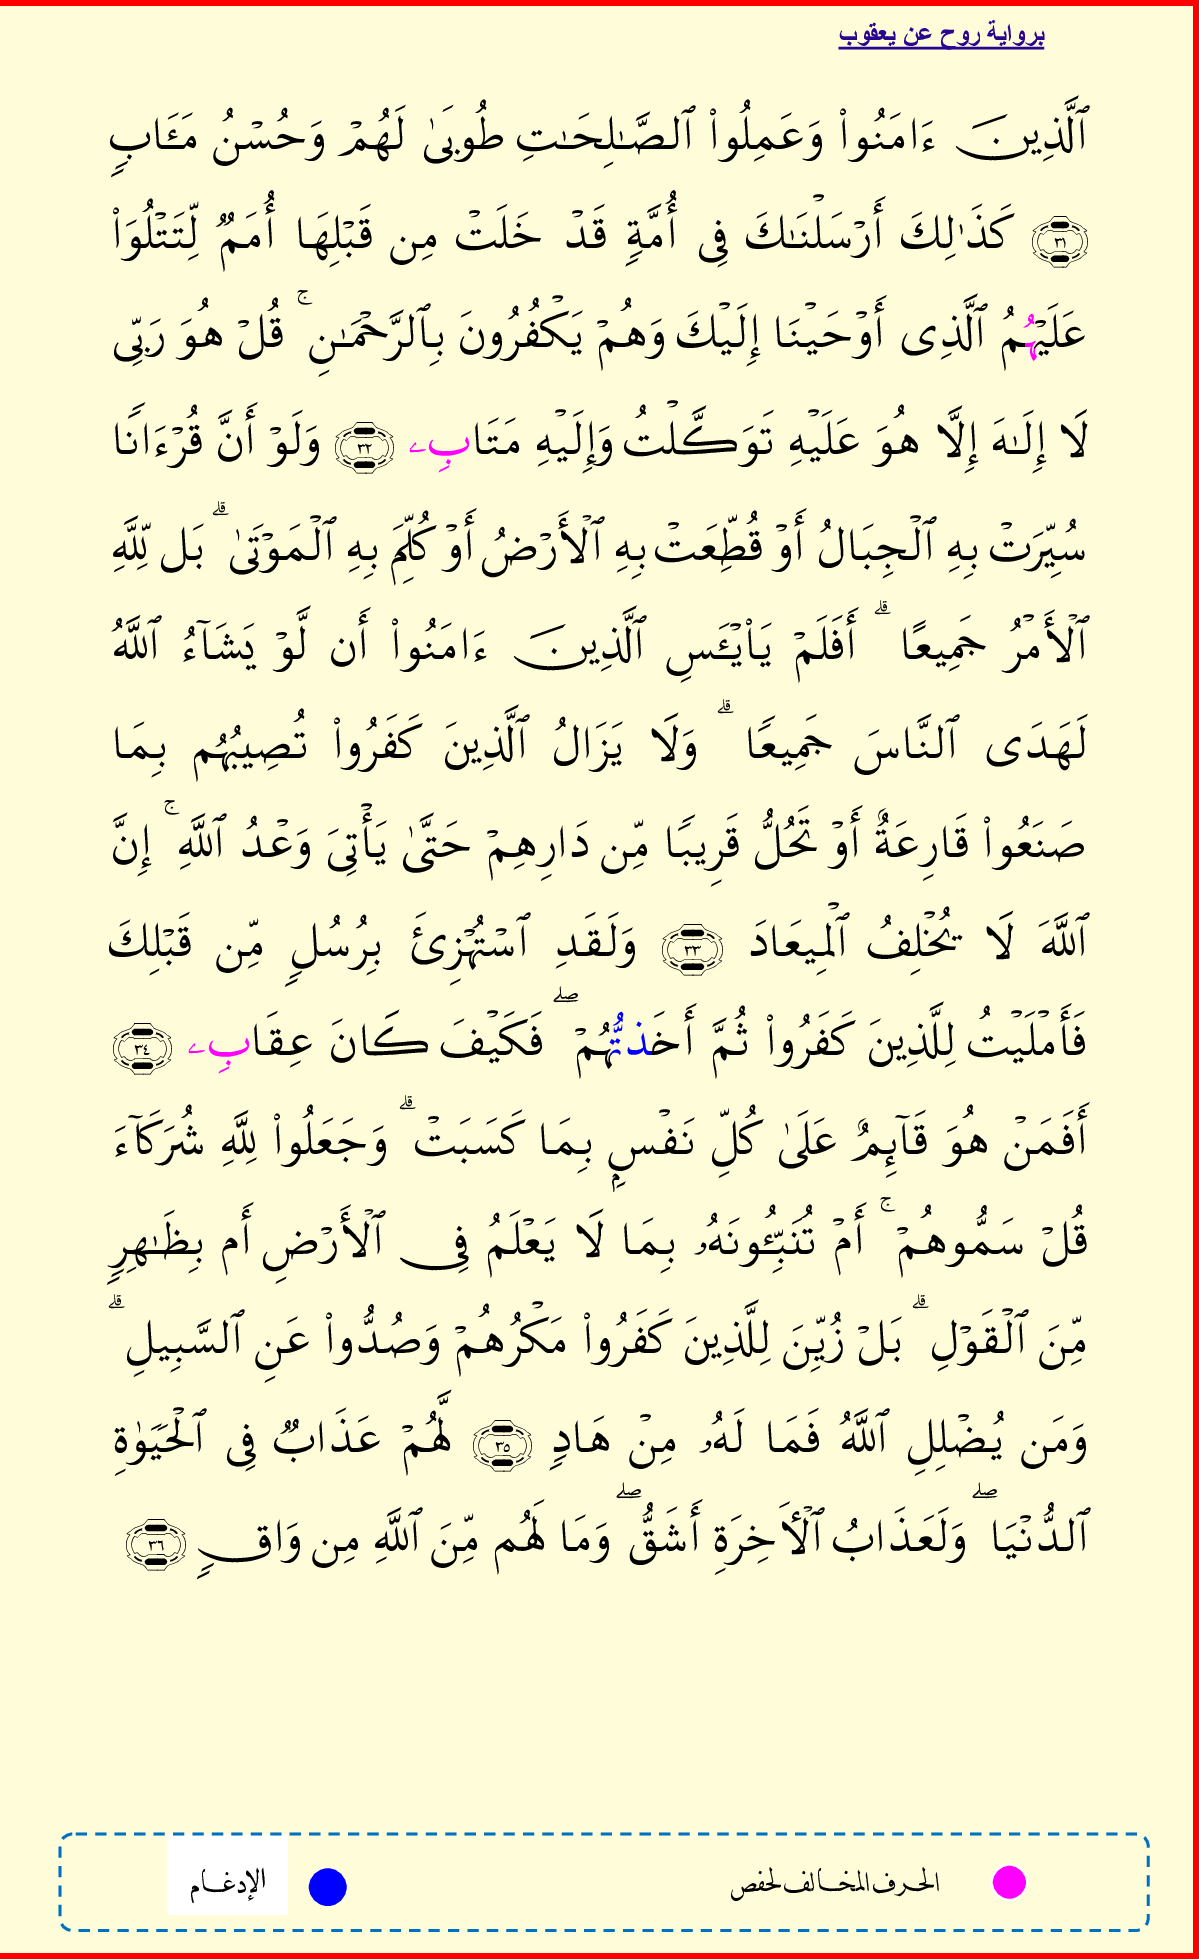 برواية روح عن يعقوب
ٱلَّذِينَ ءَامَنُوا۟ وَعَمِلُوا۟ ٱلصَّـٰلِحَـٰتِ طُوبَىٰ لَهُمْ وَحُسْنُ مَـَٔابٍ
٣١ كَذَٰلِكَ أَرْسَلْنَـٰكَ فِى أُمَّةٍ قَدْ خَلَتْ مِن قَبْلِهَا أُمَمٌ لِّتَتْلُوَا۟
عَلَيْهُمُ ٱلَّذِى أَوْحَيْنَا إِلَيْكَ وَهُمْ يَكْفُرُونَ بِٱلرَّحْمَـٰنِ ۚ قُلْ هُوَ رَبِّى
لَا إِلَـٰهَ إِلَّا هُوَ عَلَيْهِ تَوَكَّلْتُ وَإِلَيْهِ مَتَابِۦ ٣٢ وَلَوْ أَنَّ قُرْءَانًا
سُيِّرَتْ بِهِ ٱلْجِبَالُ أَوْ قُطِّعَتْ بِهِ ٱلْأَرْضُ أَوْ كُلِّمَ بِهِ ٱلْمَوْتَىٰ ۗ بَل لِّلَّهِ
ٱلْأَمْرُ جَمِيعًا ۗ أَفَلَمْ يَا۟يْـَٔسِ ٱلَّذِينَ ءَامَنُوا۟ أَن لَّوْ يَشَآءُ ٱللَّهُ
لَهَدَى ٱلنَّاسَ جَمِيعًا ۗ وَلَا يَزَالُ ٱلَّذِينَ كَفَرُوا۟ تُصِيبُهُم بِمَا
صَنَعُوا۟ قَارِعَةٌ أَوْ تَحُلُّ قَرِيبًا مِّن دَارِهِمْ حَتَّىٰ يَأْتِىَ وَعْدُ ٱللَّهِ ۚ إِنَّ
ٱللَّهَ لَا يُخْلِفُ ٱلْمِيعَادَ ٣٣ وَلَقَدِ ٱسْتُهْزِئَ بِرُسُلٍ مِّن قَبْلِكَ
فَأَمْلَيْتُ لِلَّذِينَ كَفَرُوا۟ ثُمَّ أَخَذتُّهُمْ ۖ فَكَيْفَ كَانَ عِقَابِۦ ٣٤
أَفَمَنْ هُوَ قَآئِمٌ عَلَىٰ كُلِّ نَفْسٍ بِمَا كَسَبَتْ ۗ وَجَعَلُوا۟ لِلَّهِ شُرَكَآءَ
قُلْ سَمُّوهُمْ ۚ أَمْ تُنَبِّـُٔونَهُۥ بِمَا لَا يَعْلَمُ فِى ٱلْأَرْضِ أَم بِظَـٰهِرٍ
مِّنَ ٱلْقَوْلِ ۗ بَلْ زُيِّنَ لِلَّذِينَ كَفَرُوا۟ مَكْرُهُمْ وَصُدُّوا۟ عَنِ ٱلسَّبِيلِ ۗ
وَمَن يُضْلِلِ ٱللَّهُ فَمَا لَهُۥ مِنْ هَادٍ ٣٥ لَّهُمْ عَذَابٌ فِى ٱلْحَيَوٰةِ
ٱلدُّنْيَا ۖ وَلَعَذَابُ ٱلْأَخِرَةِ أَشَقُّ ۖ وَمَا لَهُم مِّنَ ٱللَّهِ مِن وَاقٍ ٣٦
الحرف المخالف لحفص
الإدغام